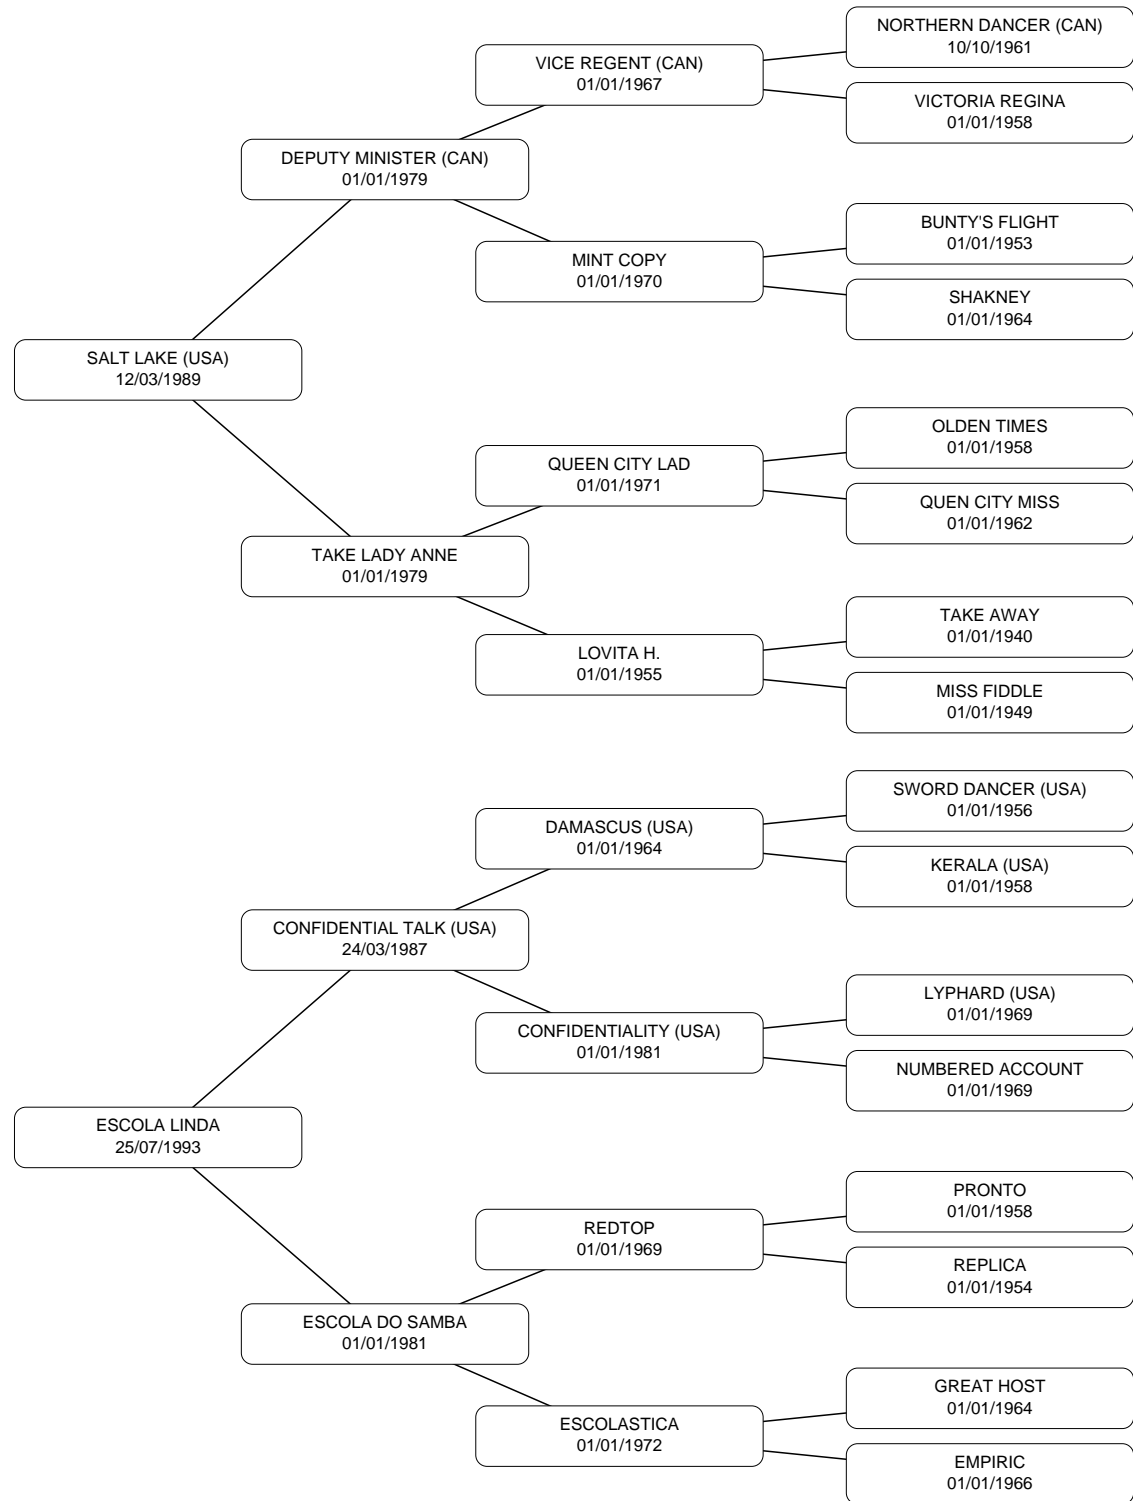 NORTHERN DANCER (CAN)
10/10/1961
VICE REGENT (CAN)
01/01/1967
VICTORIA REGINA
01/01/1958
DEPUTY MINISTER (CAN)
01/01/1979
BUNTY'S FLIGHT
01/01/1953
MINT COPY
01/01/1970
SHAKNEY
01/01/1964
SALT LAKE (USA)
12/03/1989
OLDEN TIMES
01/01/1958
QUEEN CITY LAD
01/01/1971
QUEN CITY MISS
01/01/1962
TAKE LADY ANNE
01/01/1979
TAKE AWAY
01/01/1940
LOVITA H.
01/01/1955
MISS FIDDLE
01/01/1949
SWORD DANCER (USA)
01/01/1956
DAMASCUS (USA)
01/01/1964
KERALA (USA)
01/01/1958
CONFIDENTIAL TALK (USA)
24/03/1987
LYPHARD (USA)
01/01/1969
CONFIDENTIALITY (USA)
01/01/1981
NUMBERED ACCOUNT
01/01/1969
ESCOLA LINDA
25/07/1993
PRONTO
01/01/1958
REDTOP
01/01/1969
REPLICA
01/01/1954
ESCOLA DO SAMBA
01/01/1981
GREAT HOST
01/01/1964
ESCOLASTICA
01/01/1972
EMPIRIC
01/01/1966